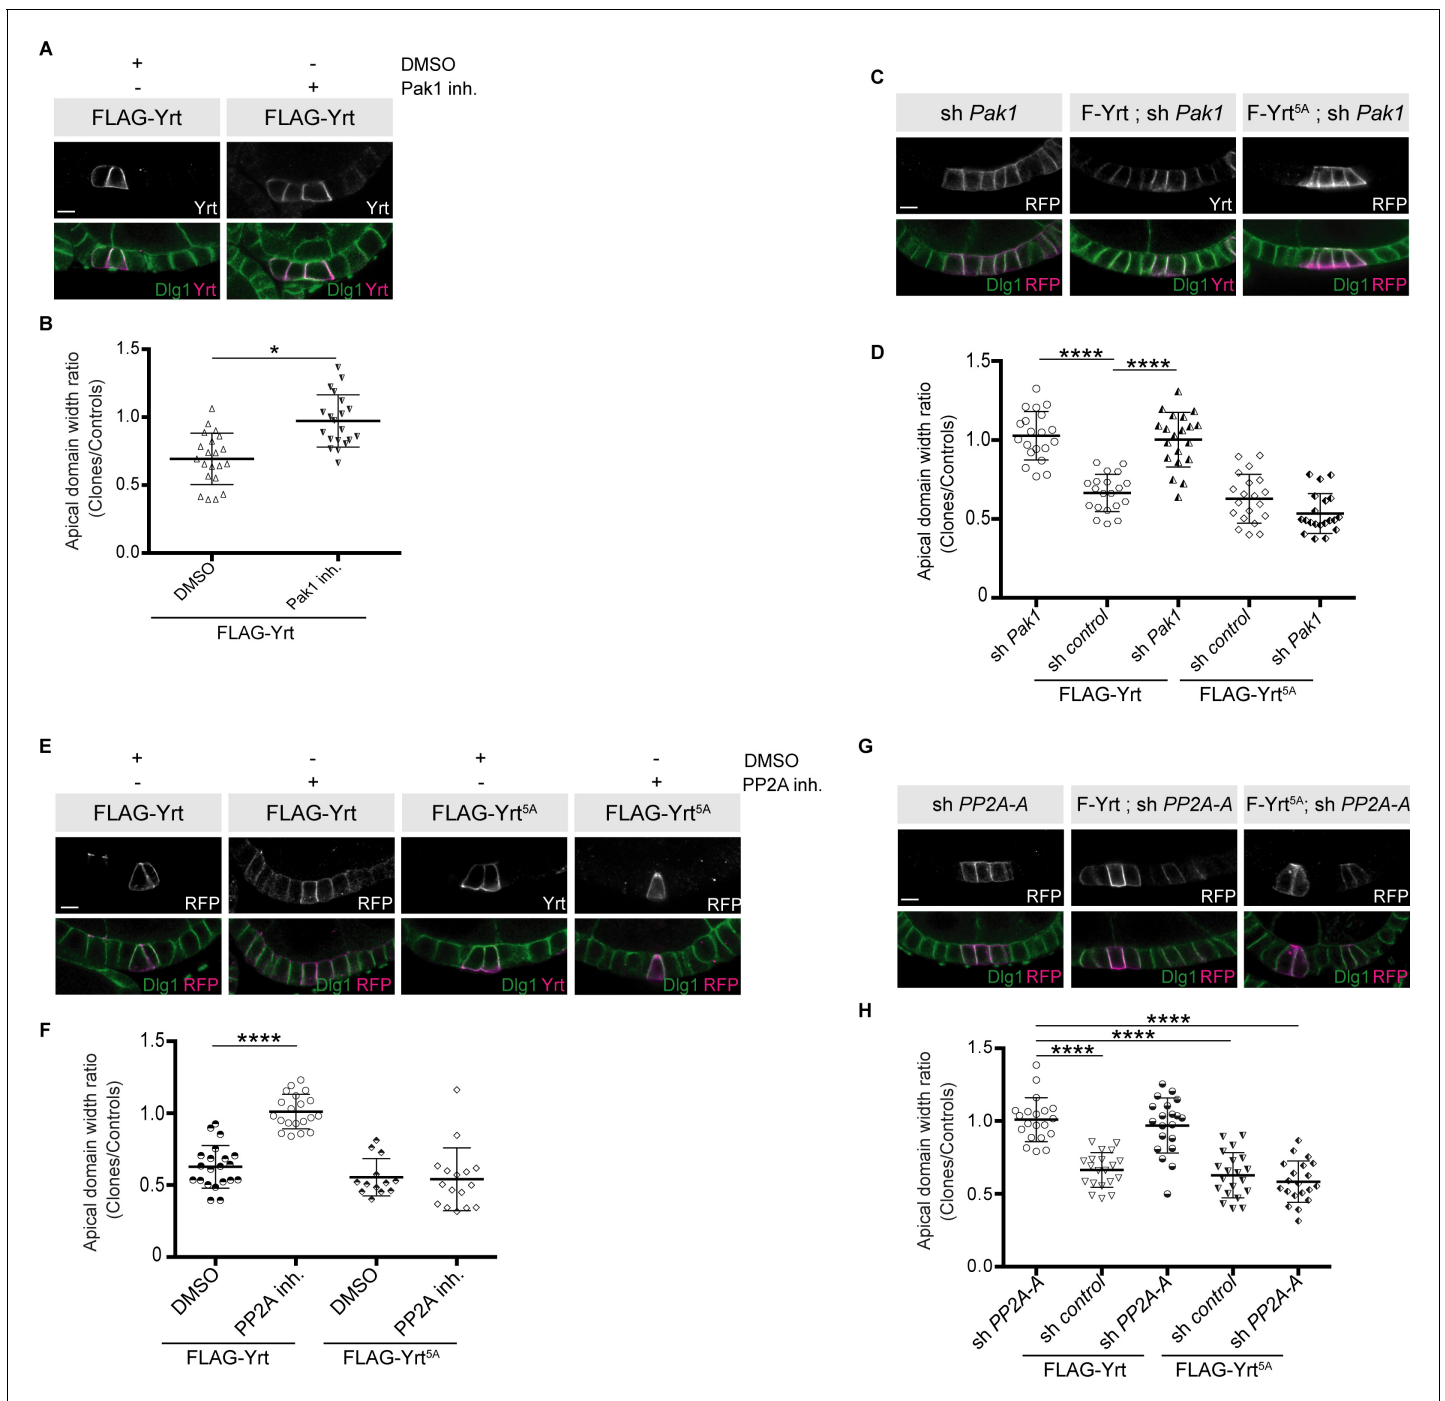 A
+ - DMSO
- + Pak1 inh.
FLAG-Yrt FLAG-Yrt
Yrt Yrt
Dlg1 Yrt Dlg1 Yrt
B
Apical domain width ratio
(Clones/Controls)
1.5
1.0
0.5
0.0
*
DMSO Pak1 inh.
FLAG-Yrt
C
sh Pak1 F-Yrt ; sh Pak1 F-Yrt5A ; sh Pak1
RFP Yrt RFP
Dlg1 RFP Dlg1 Yrt Dlg1 RFP
D
Apical domain width ratio
(Clones/Controls)
1.5
1.0
0.5
0
**** ****
sh Pak1 sh control sh Pak1 sh control sh Pak1
FLAG-Yrt FLAG-Yrt5A
E
+ - + - DMSO
- + - + PP2A inh.
FLAG-Yrt FLAG-Yrt FLAG-Yrt5A FLAG-Yrt5A
RFP RFP Yrt RFP
Dlg1 RFP Dlg1 RFP Dlg1 Yrt Dlg1 RFP
F
Apical domain width ratio
(Clones/Controls)
1.5
1.0
0.5
0
****
DMSO PP2A inh. DMSO PP2A inh.
FLAG-Yrt FLAG-Yrt5A
G
sh PP2A-A F-Yrt ; sh PP2A-A F-Yrt5A; sh PP2A-A
RFP RFP RFP
Dlg1 RFP Dlg1 RFP Dlg1 RFP
H
Apical domain width ratio
(Clones/Controls)
1.5
1.0
0.5
0.0
****
****
****
sh PP2A-A sh control sh PP2A-A sh control sh PP2A-A
FLAG-Yrt FLAG-Yrt5A